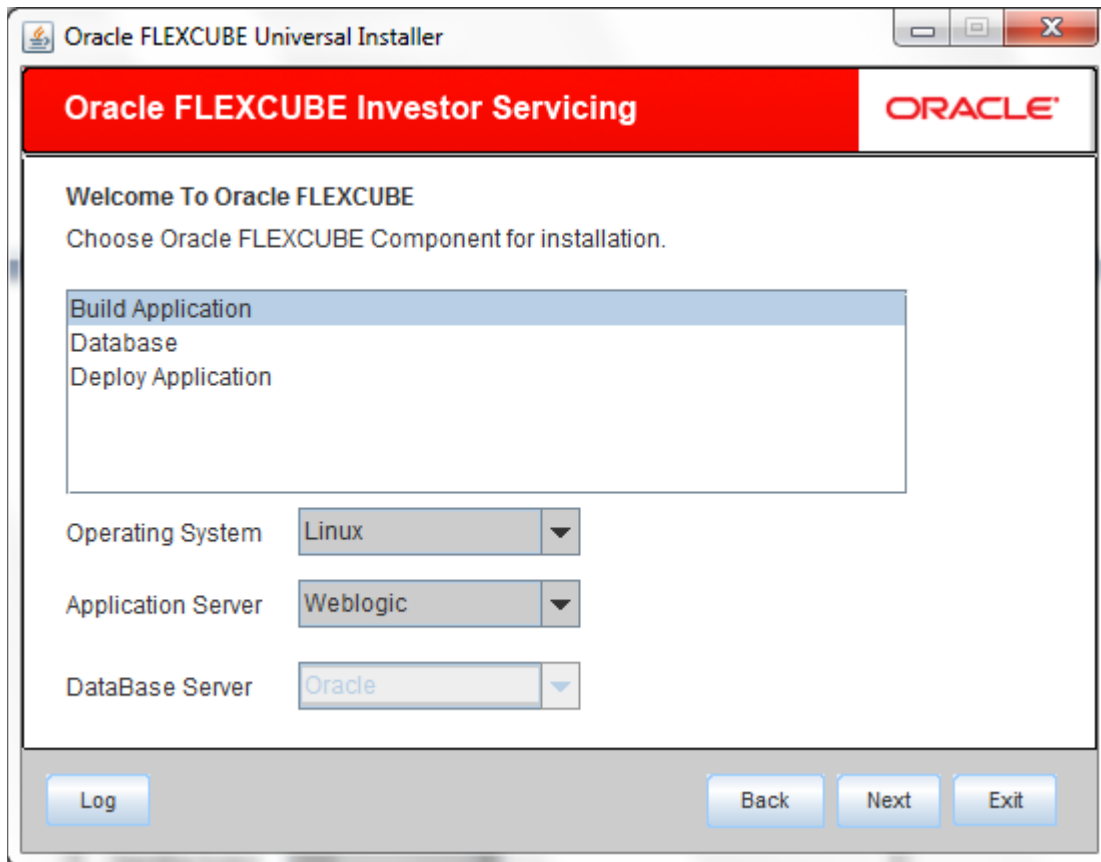 Oracle FLEXCUBE Universal Installer
Oracle FLEXCUBE Investor Servicing
ORACLE
Welcome To Oracle FLEXCUBE
Choose Oracle FLEXCUBE Component for installation.
Build Application
Database
Deploy Application
Operating System Linux
Application Server Weblogic
DataBase Server Oracle
Log Back Next Exit